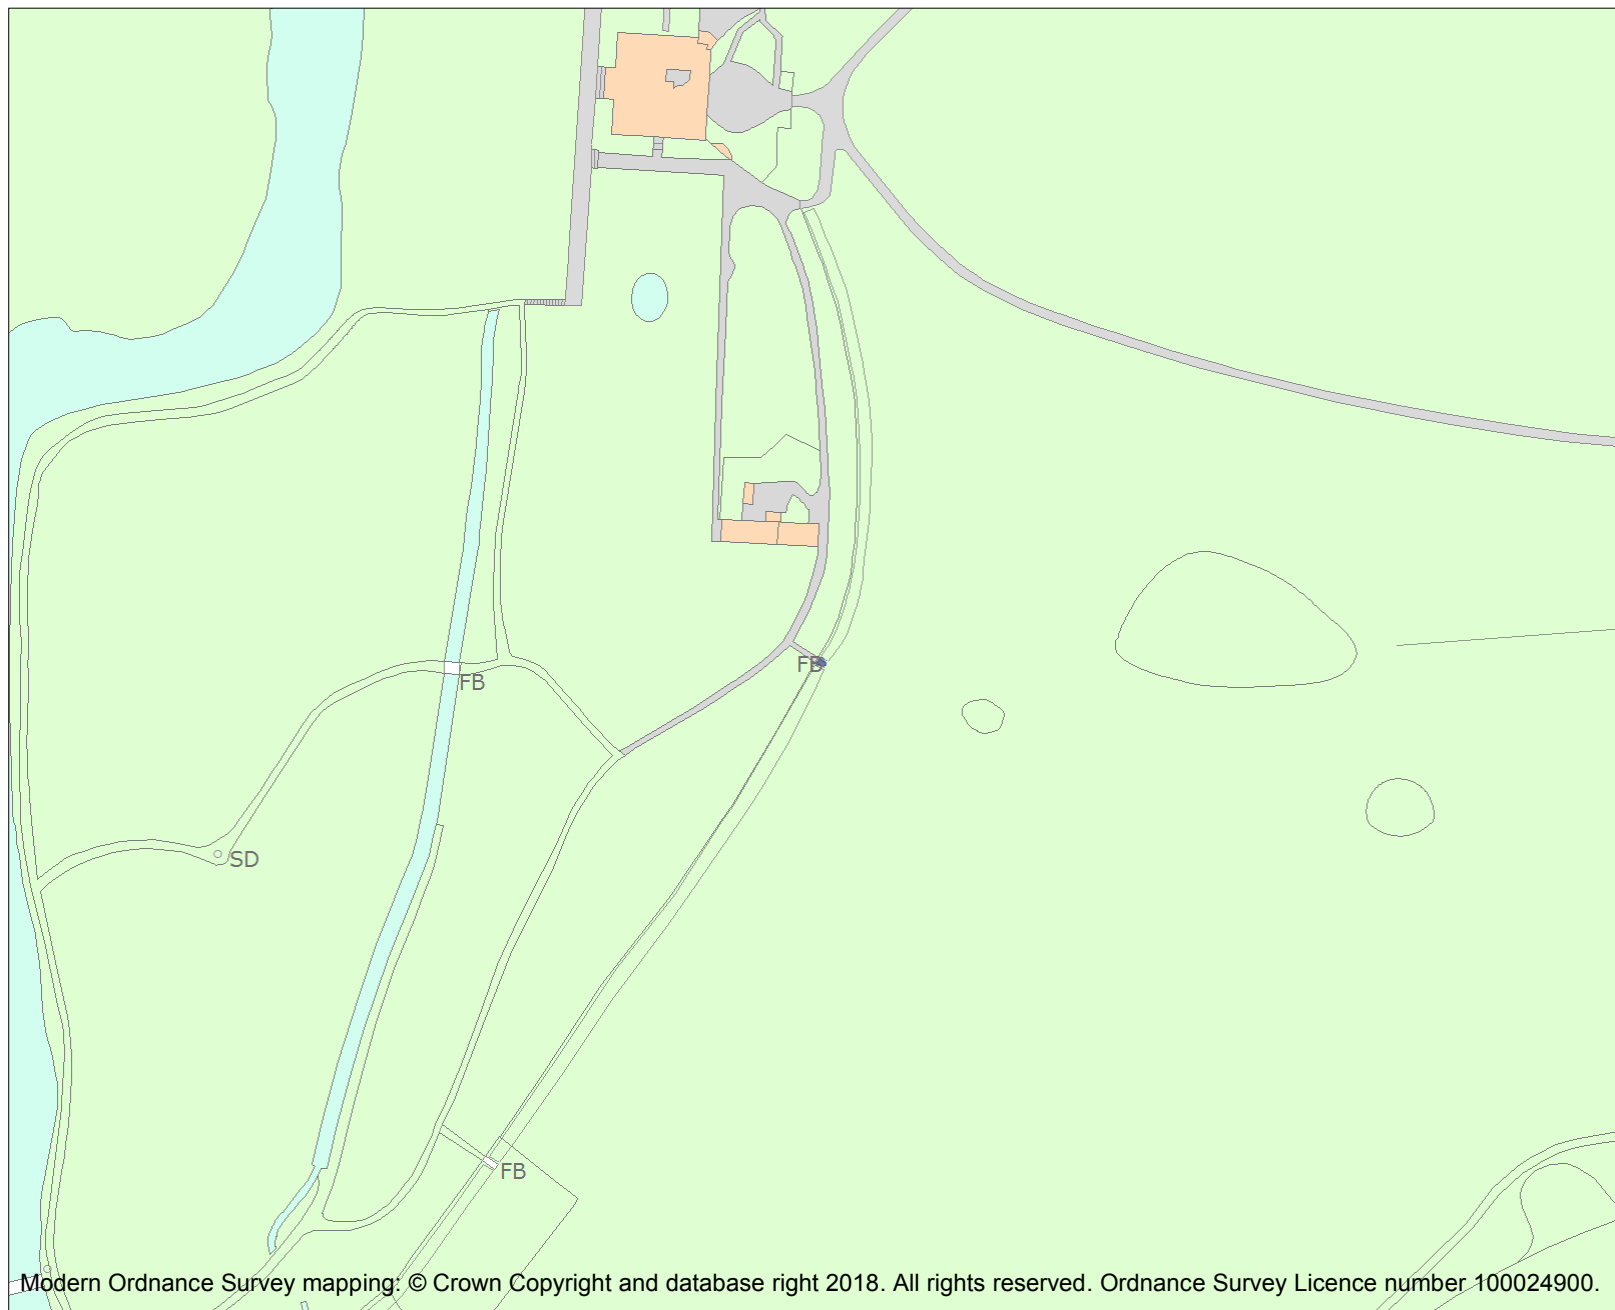 FB
FB
SD
FB
Modern Ordnance Survey mapping: © Crown Copyright and database right 2018. All rights reserved. Ordnance Survey Licence number 100024900.